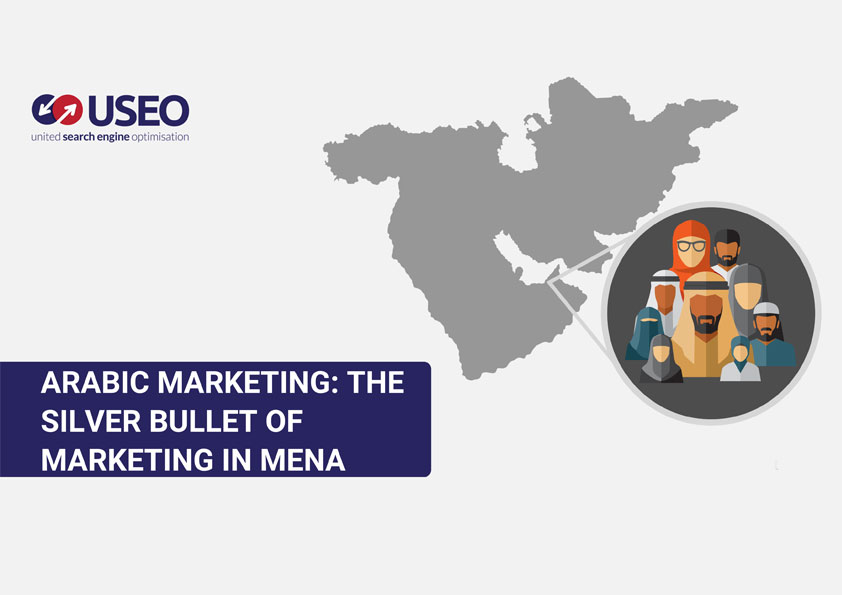 USEO
united search engine optimisation
ARABIC MARKETING: THE
SILVER BULLET OF
MARKETING IN MENA